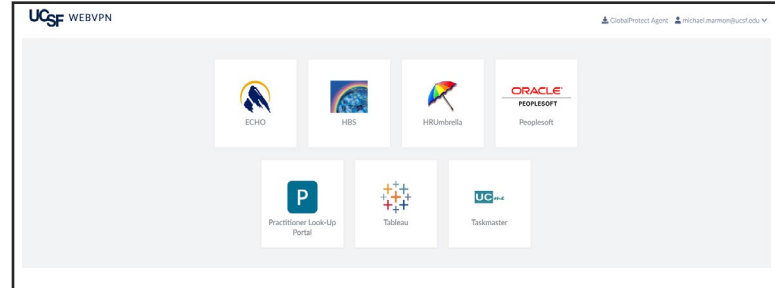 UCSF WEBVPN
GlobalProtect Agent michael.marmon@ucsf.edu
ECHO
HBS
HRUmbrella
ORACLE
PEOPLESOFT
Peoplesoft
P
Practitioner Look-Up
Portal
Tableau
UC
Taskmaster